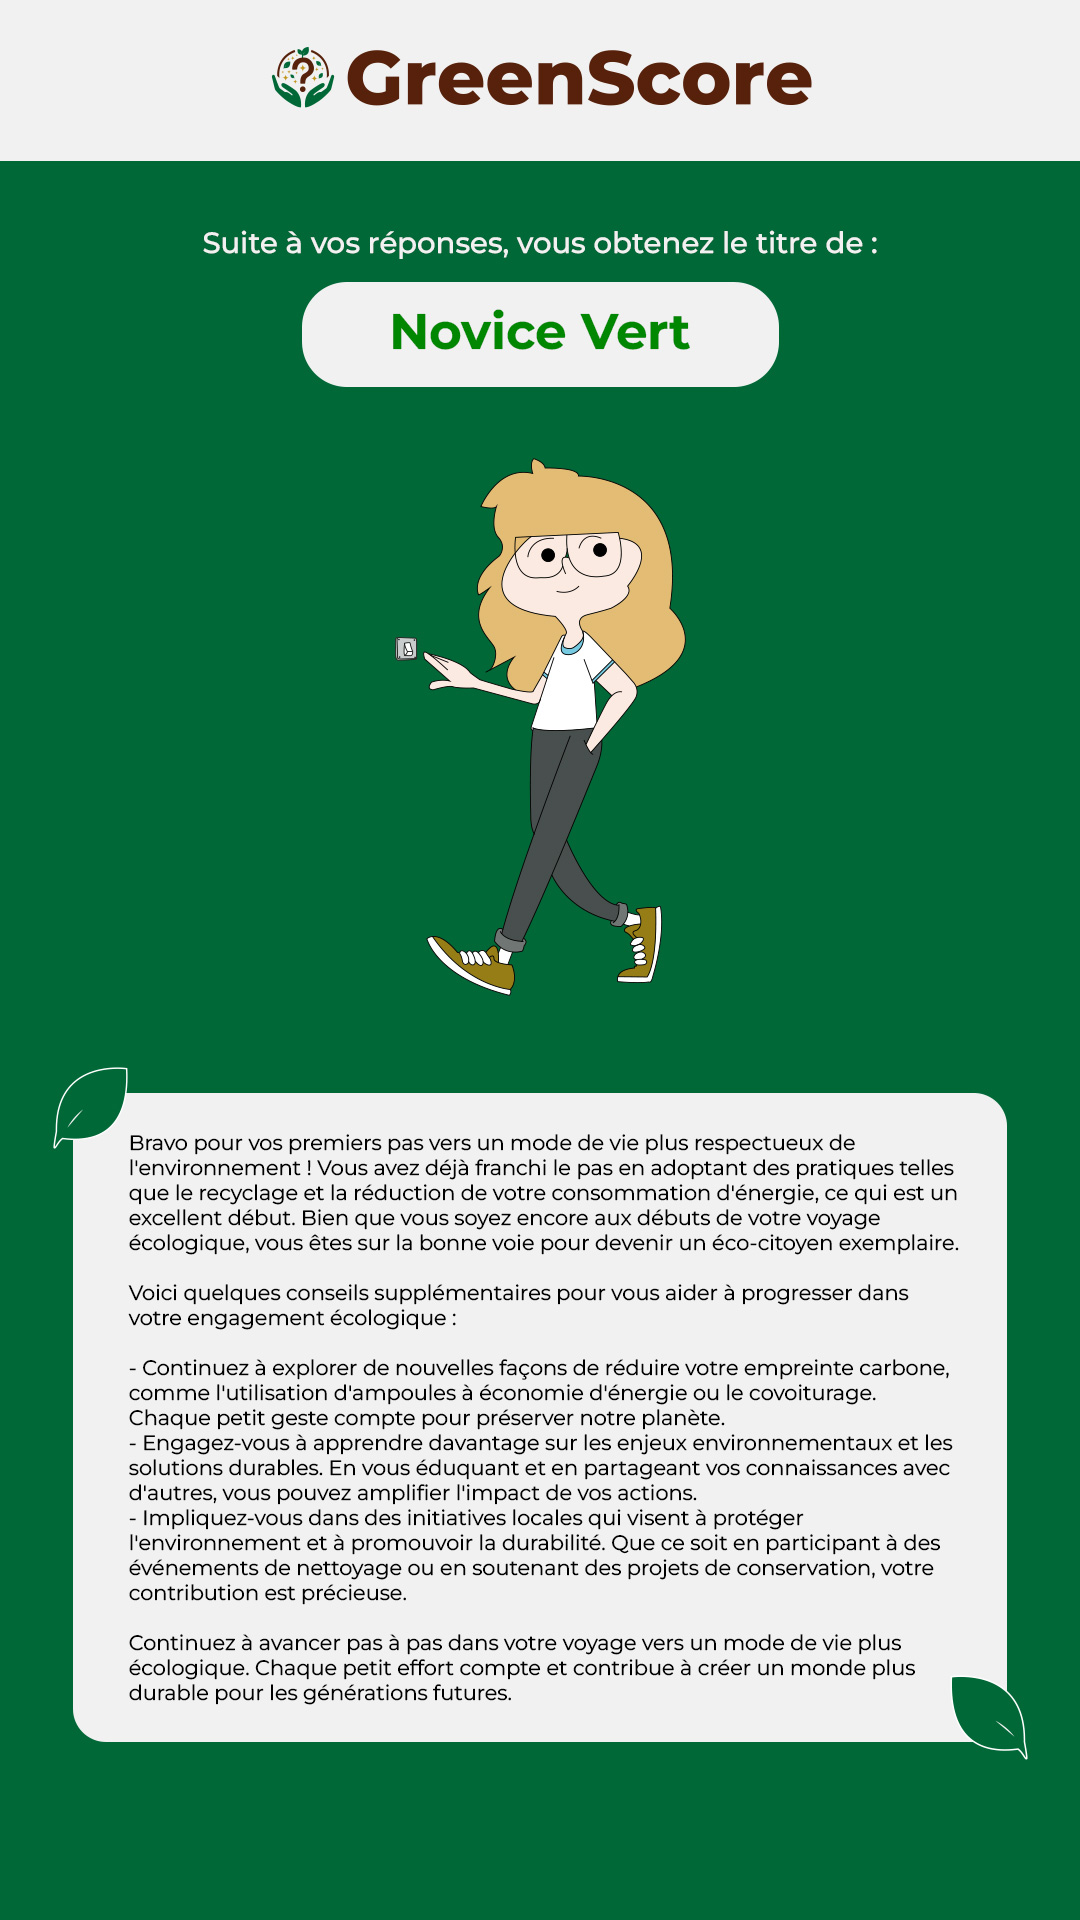 GreenScore
Suite à vos réponses, vous obtenez le titre de :
Novice Vert
Bravo pour vos premiers pas vers un mode de vie plus respectueux de
l'environnement ! Vous avez déjà franchi le pas en adoptant des pratiques telles
que le recyclage et la réduction de votre consommation d'énergie, ce qui est un
excellent début. Bien que vous soyez encore aux débuts de votre voyage
écologique, vous êtes sur la bonne voie pour devenir un éco-citoyen exemplaire.
Voici quelques conseils supplémentaires pour vous aider à progresser dans
votre engagement écologique :
- Continuez à explorer de nouvelles façons de réduire votre empreinte carbone,
comme l'utilisation d'ampoules à économie d'énergie ou le covoiturage.
Chaque petit geste compte pour préserver notre planète.
- Engagez-vous à apprendre davantage sur les enjeux environnementaux et les
solutions durables. En vous éduquant et en partageant vos connaissances avec
d'autres, vous pouvez amplifier l'impact de vos actions.
- Impliquez-vous dans des initiatives locales qui visent à protéger
l'environnement et à promouvoir la durabilité. Que ce soit en participant à des
événements de nettoyage ou en soutenant des projets de conservation, votre
contribution est précieuse.
Continuez à avancer pas à pas dans votre voyage vers un mode de vie plus
écologique. Chaque petit effort compte et contribue à créer un monde plus
durable pour les générations futures.